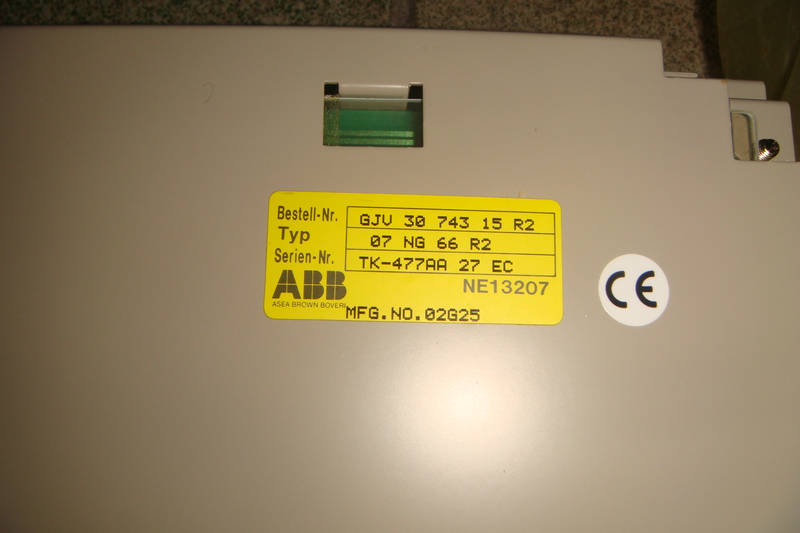 Bestell-Nr. GJV 30 743 15 R2
Typ 07 NG 66 R2
Serien-Nr. TK-477AA 27 EC
ABB NE13207
ASEA BROWN BOVERI
MFG.NO.02G25
CE